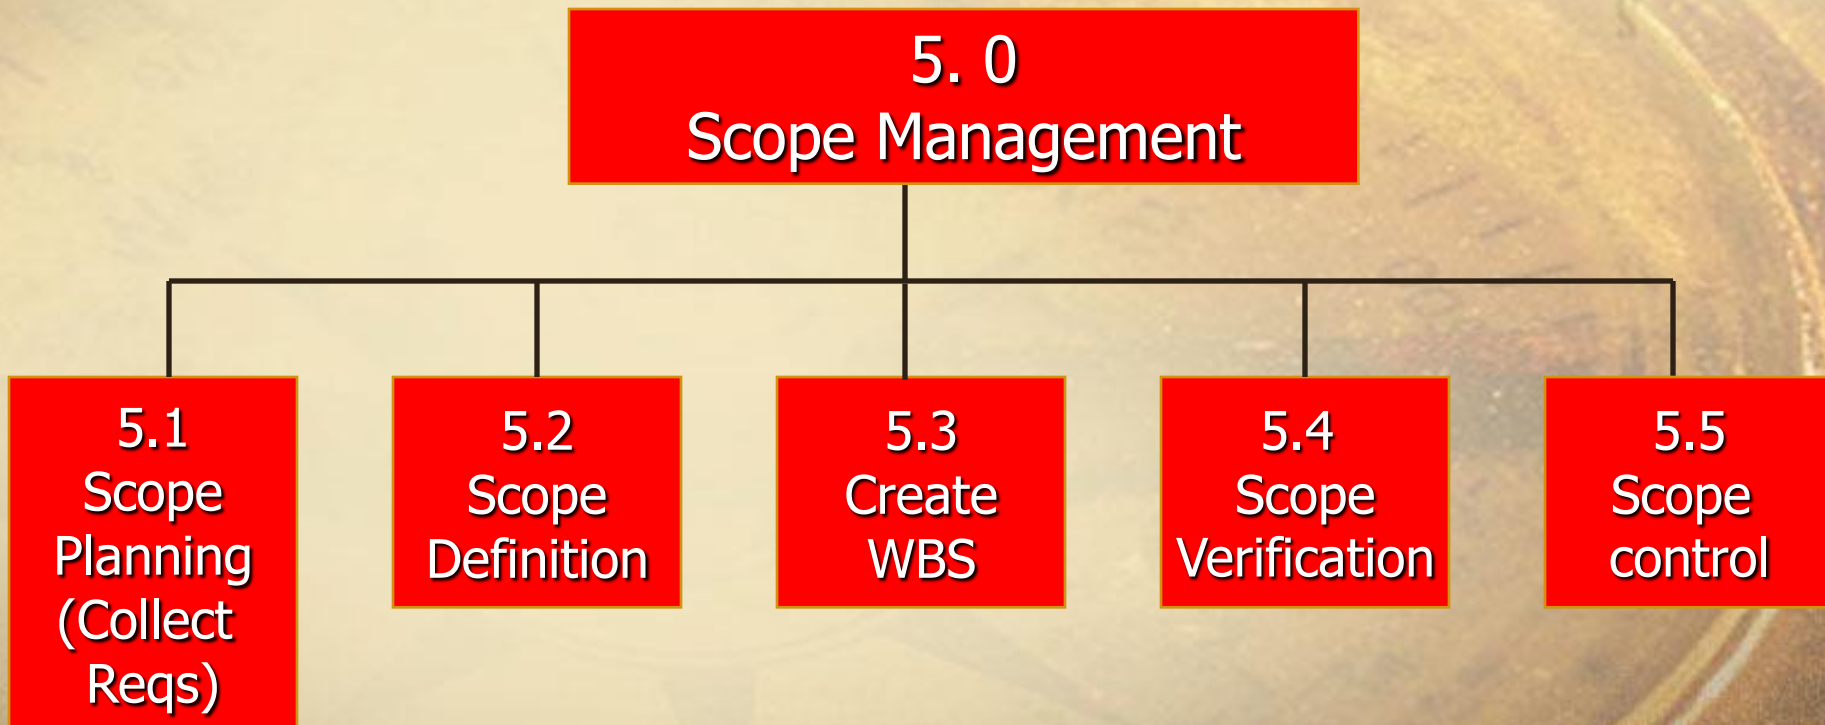 5. 0
Scope Management
5.1
Scope
Planning
(Collect
Reqs)
5.2
Scope
Definition
5.3
Create
WBS
5.4
Scope
Verification
5.5
Scope
control